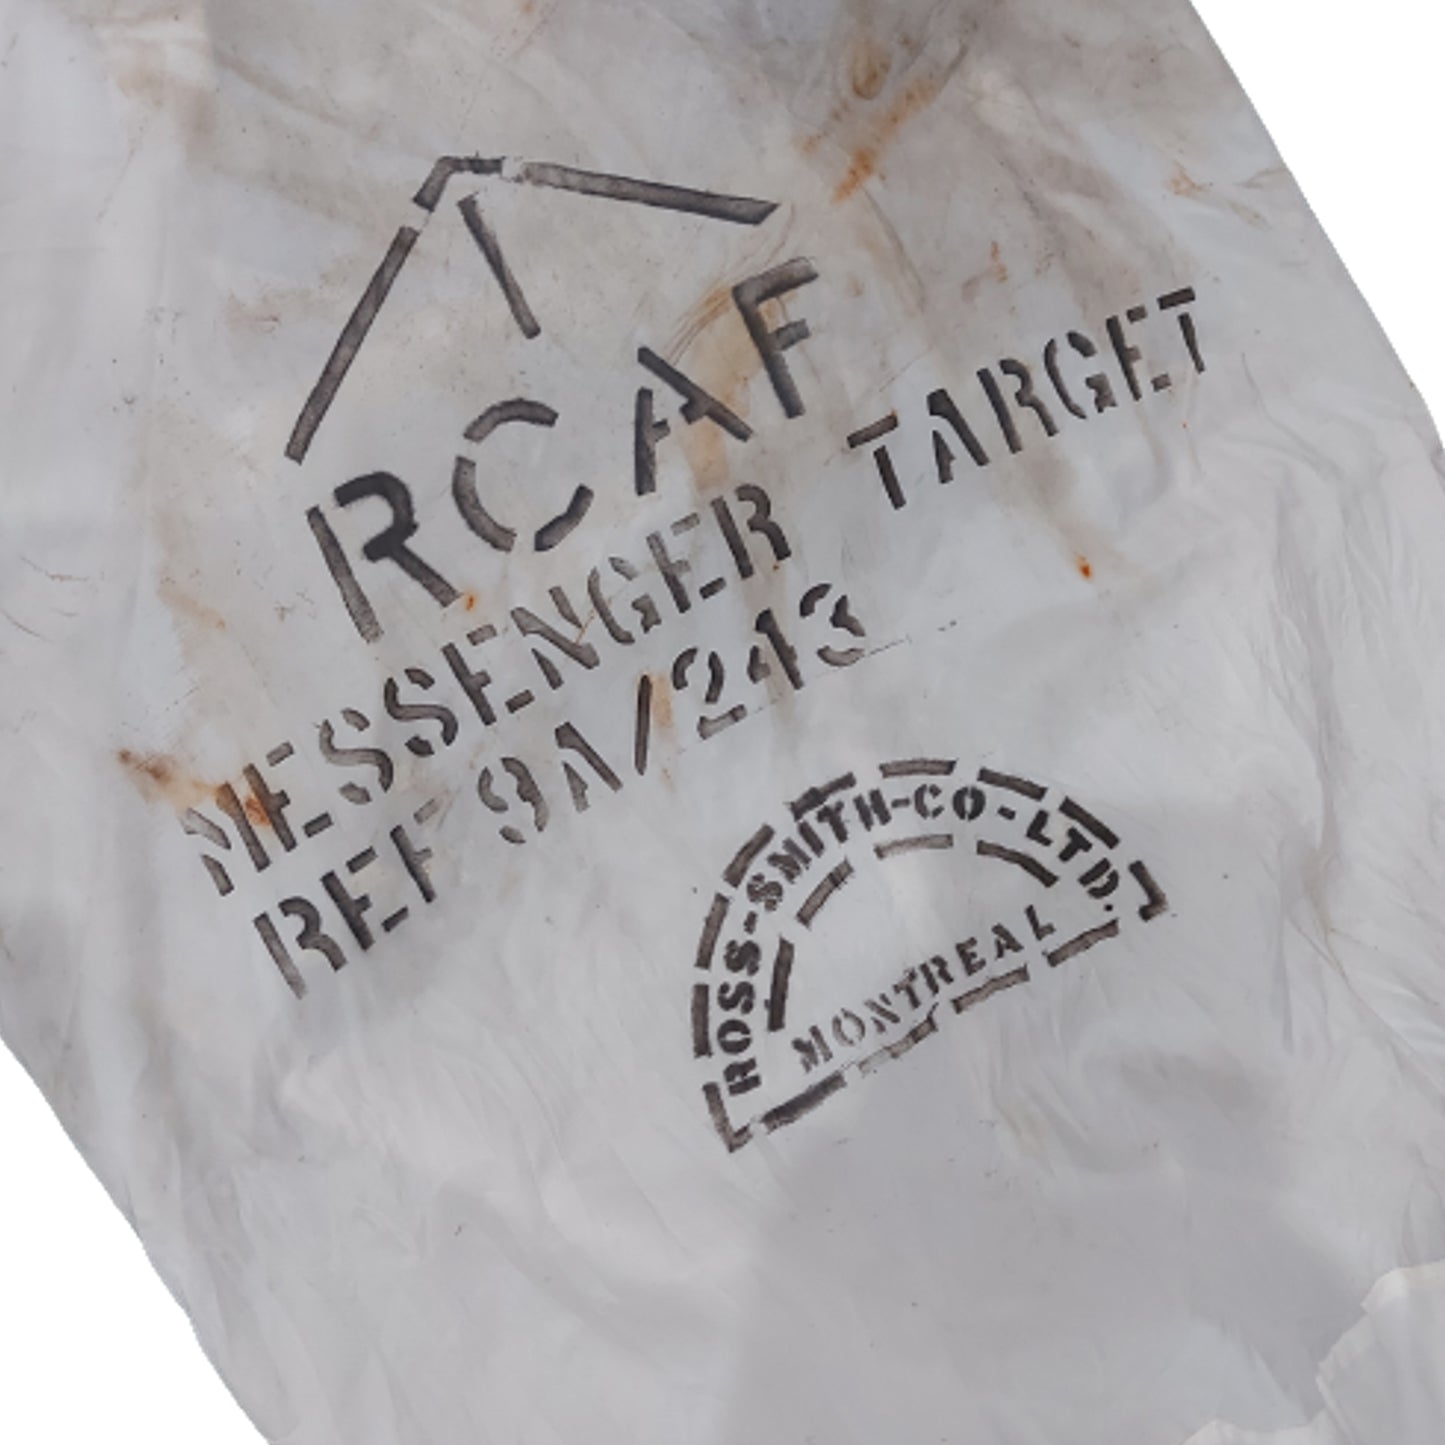 RCAF
MESSENGER TARGET
REF 9A/243
ROSS-SMITH-CO-LTD.
MONTREAL